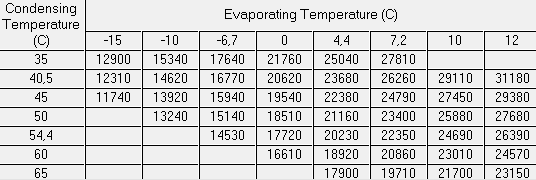 Condensing Temperature (C) Evaporating Temperature (C)
-15 -10 -6,7 0 4,4 7,2 10 12
35 12900 15340 17640 21760 25040 27810
40,5 12310 14620 16770 20620 23680 26260 29110 31180
45 11740 13920 15940 19540 22380 24790 27450 29380
50 13240 15140 18510 21160 23400 25880 27680
54,4 14530 17720 20230 22350 24690 26390
60 16610 18920 20860 23010 24570
65 17900 19710 21700 23150